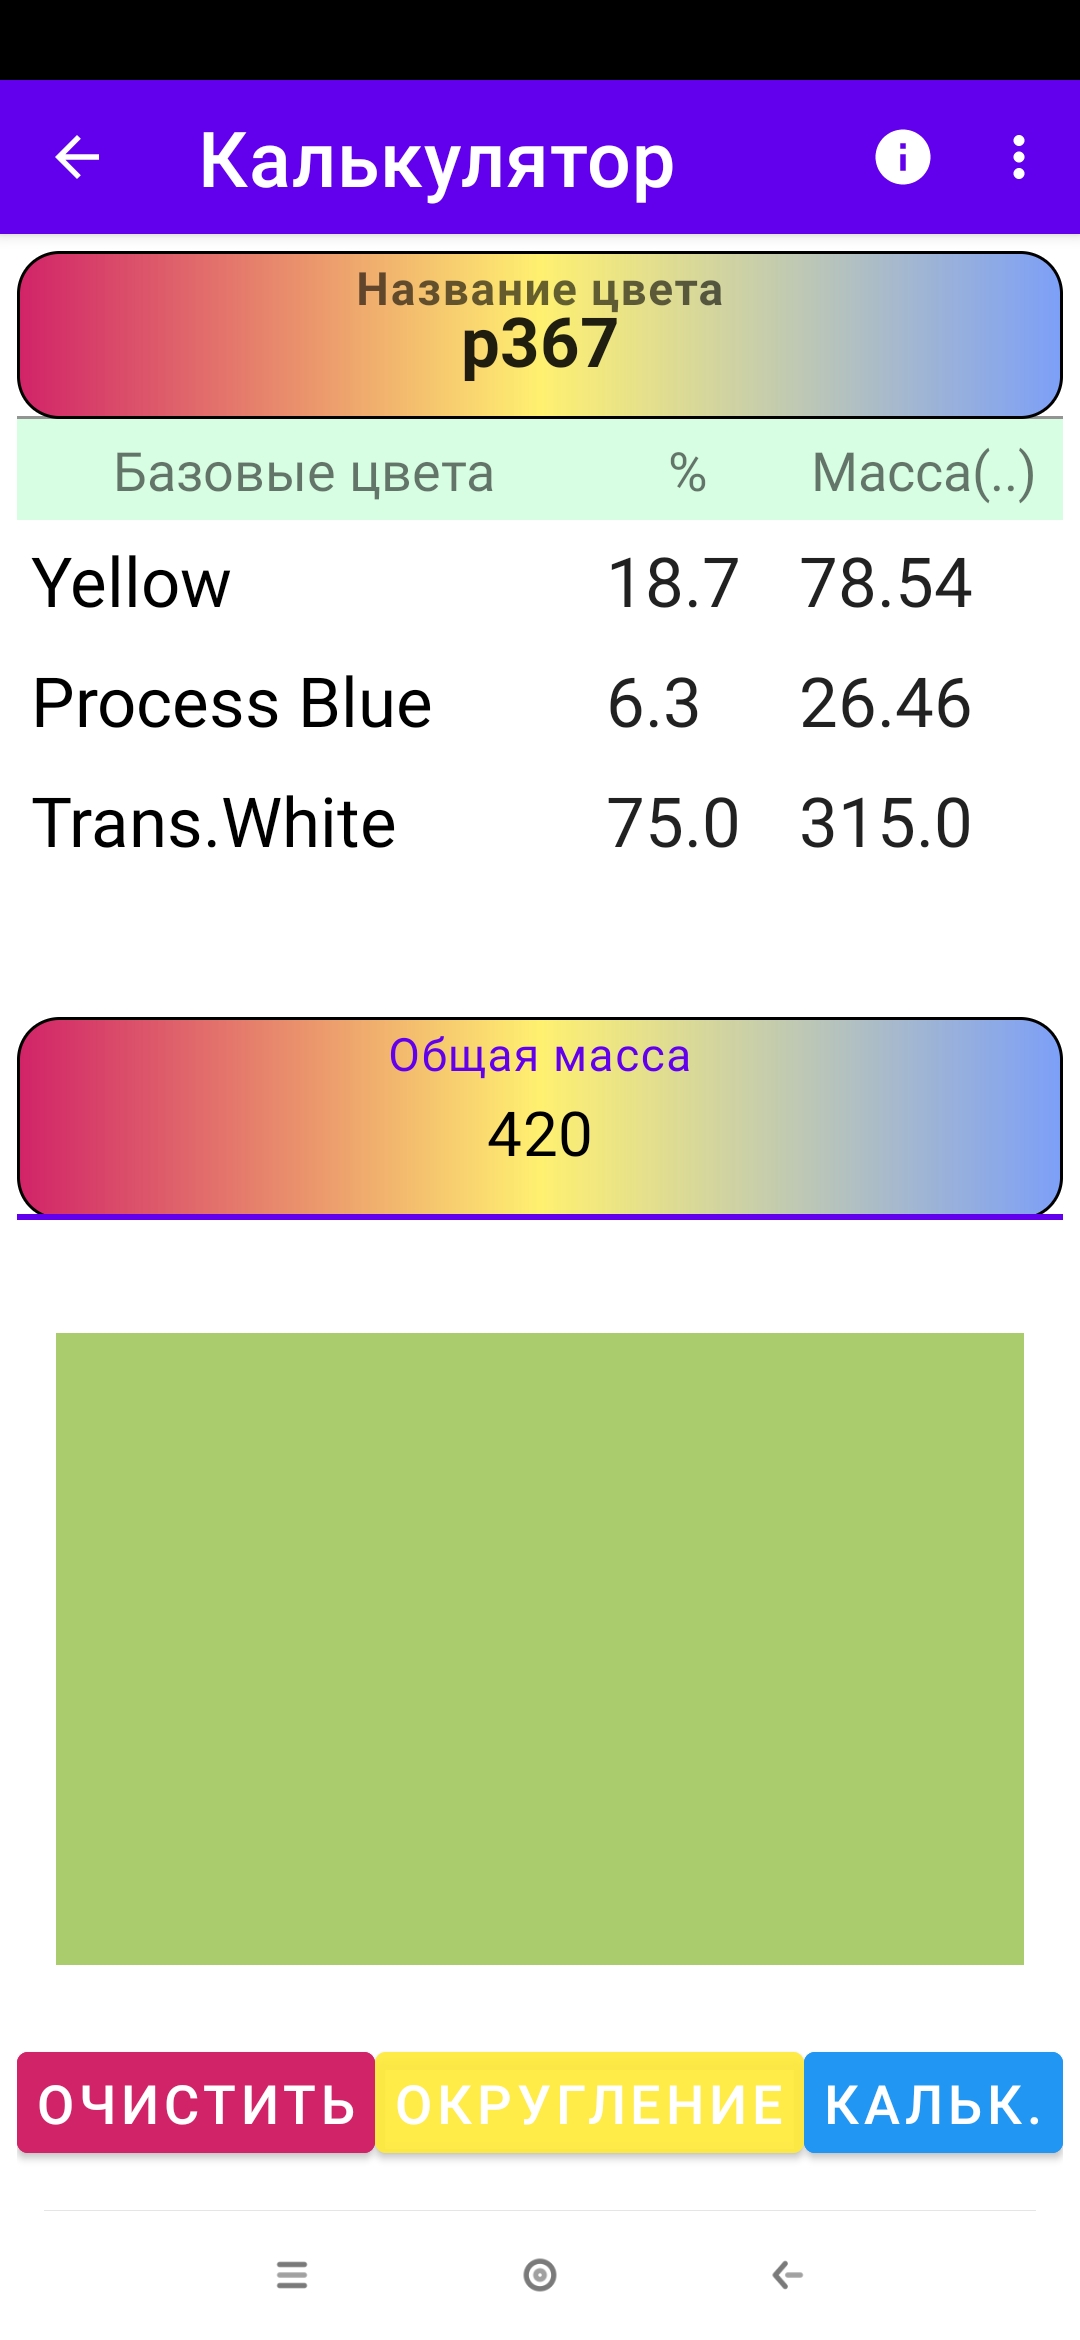 Калькулятор
Название цвета
p367
Базовые цвета % Масса(..)
Yellow 18.7 78.54
Process Blue 6.3 26.46
Trans.White 75.0 315.0
Общая масса
420
ОЧИСТИТЬ ОКРУГЛЕНИЕ КАЛЬК.